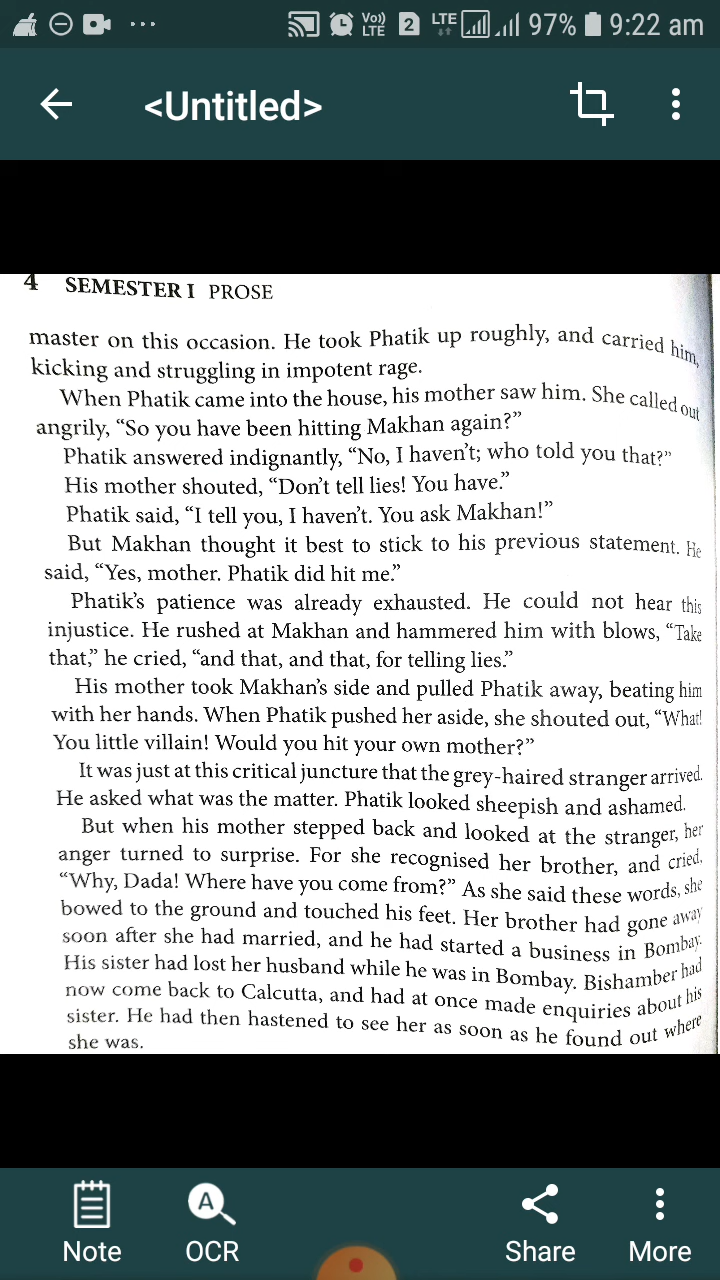 VoLTE 2 LTE 97% 9:22 am
<Untitled>
4 SEMESTER I PROSE
master on this occasion. He took Phatik up roughly, and carried him,
kicking and struggling in impotent rage.
When Phatik came into the house, his mother saw him. She called out
angrily, “So you have been hitting Makhan again?”
Phatik answered indignantly, “No, I haven’t; who told you that?”
His mother shouted, “Don’t tell lies! You have.”
Phatik said, “I tell you, I haven’t. You ask Makhan!”
But Makhan thought it best to stick to his previous statement. He
said, “Yes, mother. Phatik did hit me.”
Phatik’s patience was already exhausted. He could not hear this
injustice. He rushed at Makhan and hammered him with blows, “Take
that,” he cried, “and that, and that, for telling lies.”
His mother took Makhan’s side and pulled Phatik away, beating him
with her hands. When Phatik pushed her aside, she shouted out, “What!
You little villain! Would you hit your own mother?”
It was just at this critical juncture that the grey-haired stranger arrived.
He asked what was the matter. Phatik looked sheepish and ashamed.
But when his mother stepped back and looked at the stranger, her
anger turned to surprise. For she recognised her brother, and cried,
“Why, Dada! Where have you come from?” As she said these words, she
bowed to the ground and touched his feet. Her brother had gone away
soon after she had married, and he had started a business in Bombay.
His sister had lost her husband while he was in Bombay. Bishamber had
now come back to Calcutta, and had at once made enquiries about his
sister. He had then hastened to see her as soon as he found out where
she was.
A
Note OCR Share More